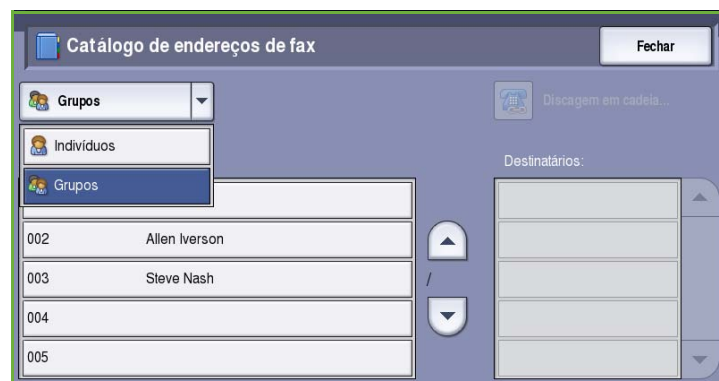 Catálogo de endereços de fax
Fechar
Grupos
Discagem em cadeia...
Indivíduos
Grupos
Destinatários:
002 Allen Iverson
003 Steve Nash
/
004
005